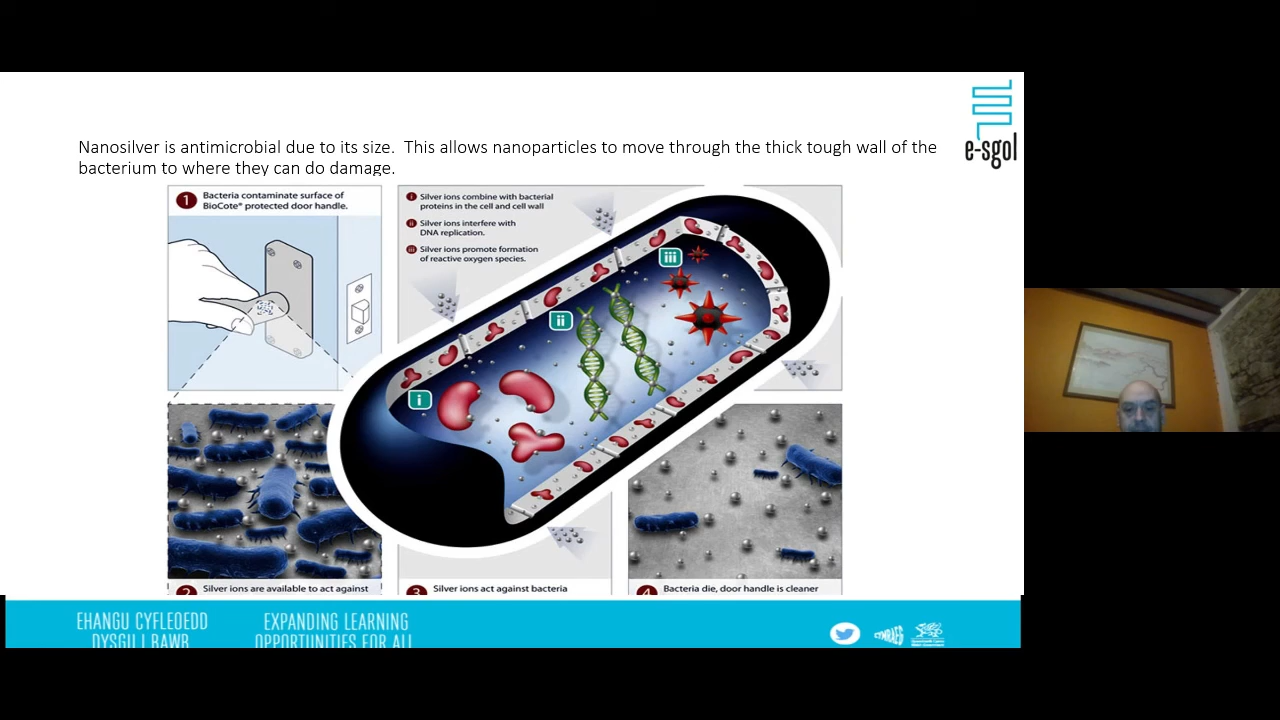 e-sgol
Nanosilver is antimicrobial due to its size. This allows nanoparticles to move through the thick tough wall of the
bacterium to where they can do damage.
1 Bacteria contaminate surface of
BioCote® protected door handle.
i Silver ions combine with bacterial
proteins in the cell and cell wall
ii Silver ions interfere with
DNA replication.
iii Silver ions promote formation
of reactive oxygen species.
i
ii
iii
2 Silver ions are available to act against
3 Silver ions act against bacteria
4 Bacteria die, door handle is cleaner
EHANGU CYFLEOEDD
DYSGU I BAWB
EXPANDING LEARNING
OPPORTUNITIES FOR ALL
CYMRAEG